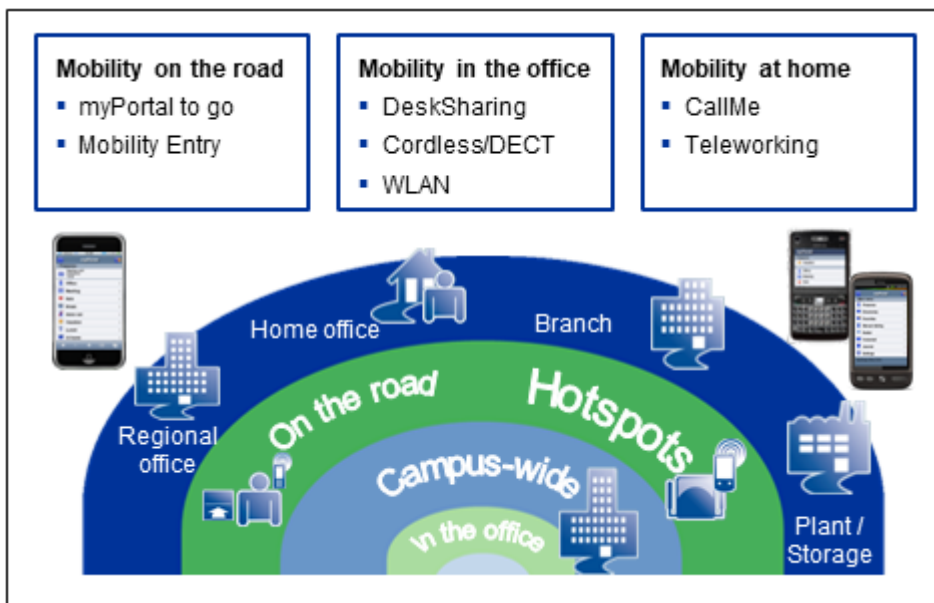 Mobility on the road
▪ myPortal to go
▪ Mobility Entry
Mobility in the office
▪ DeskSharing
▪ Cordless/DECT
▪ WLAN
Mobility at home
▪ CallMe
▪ Teleworking
Home office
Branch
Regional
office
On the road
Hotspots
Campus-wide
In the office
Plant /
Storage